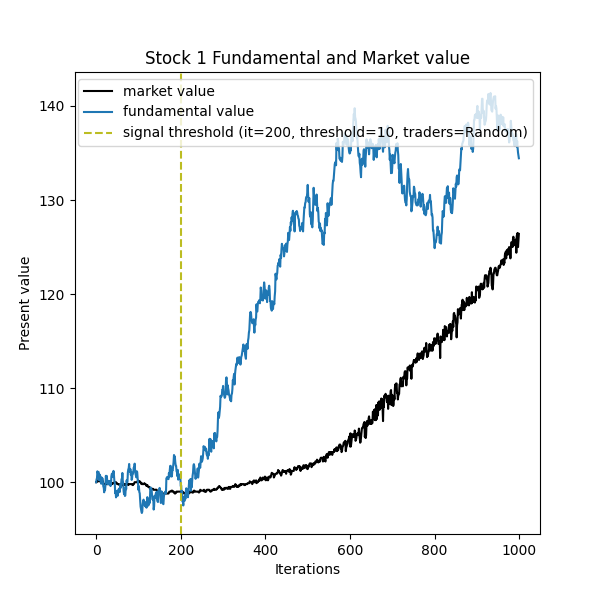 Stock 1 Fundamental and Market value
market value
fundamental value
signal threshold (it=200, threshold=10, traders=Random)
140
130
120
110
100
Present value
0
200
400
600
800
1000
Iterations